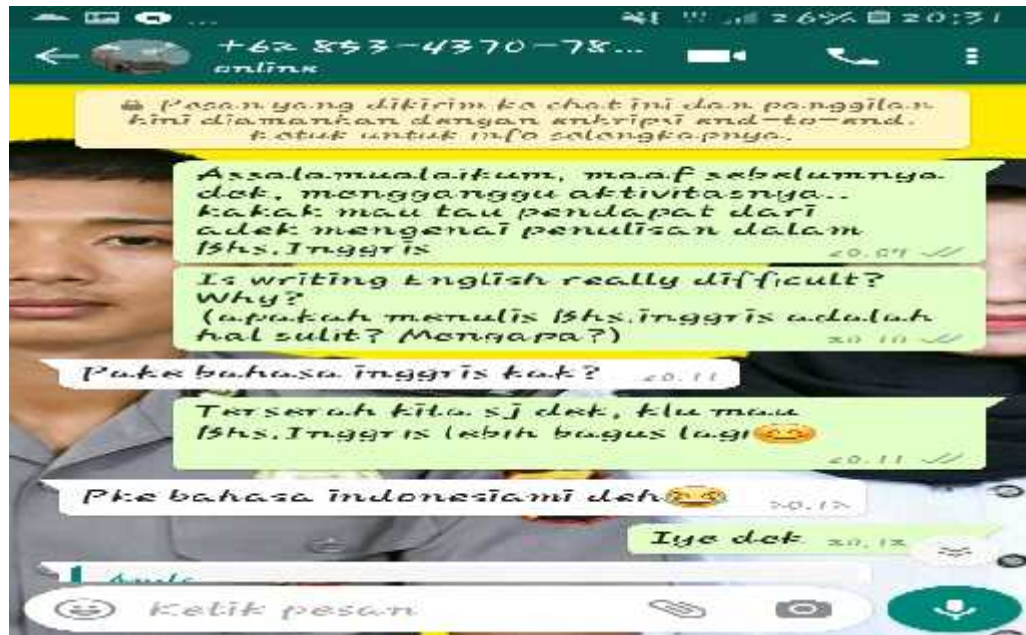 26% 20:31
+62 853-4370-78...
online
Pesan yang dikirim ke chat ini dan panggilan
kini diamankan dengan enkripsi end-to-end.
Ketuk untuk info selengkapnya.
Assalamualaikum, maaf sebelumnya
dek, mengganggu aktivitasnya..
kakak mau tau pendapat dari
adek mengenai penulisan dalam
Bhs.Inggris
20.09
Is writing English really difficult?
Why?
(apakah menulis Bhs.inggris adalah
hal sulit? Mengapa?)
20.10
Pake bahasa inggris kak? 20.11
Terserah kita sj dek, klu mau
Bhs.Inggris lebih bagus lagi
20.11
Pke bahasa indonesiami deh 20.12
Iye dek 20.12
Ketik pesan